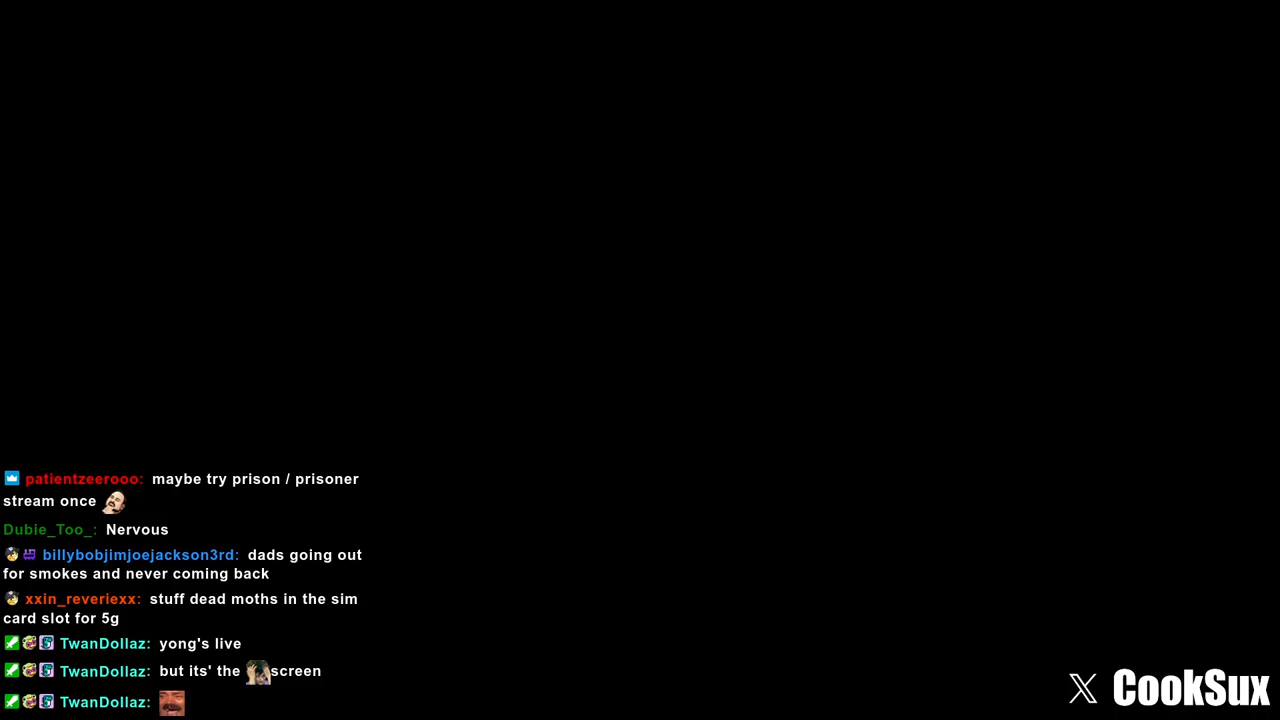 patientzeerooo: maybe try prison / prisoner
stream once
Dubie_Too_: Nervous
billybobjimjoejackson3rd: dads going out
for smokes and never coming back
xxin_reveriexx: stuff dead moths in the sim
card slot for 5g
TwanDollaz: yong's live
TwanDollaz: but its' the screen
TwanDollaz:
X CookSux